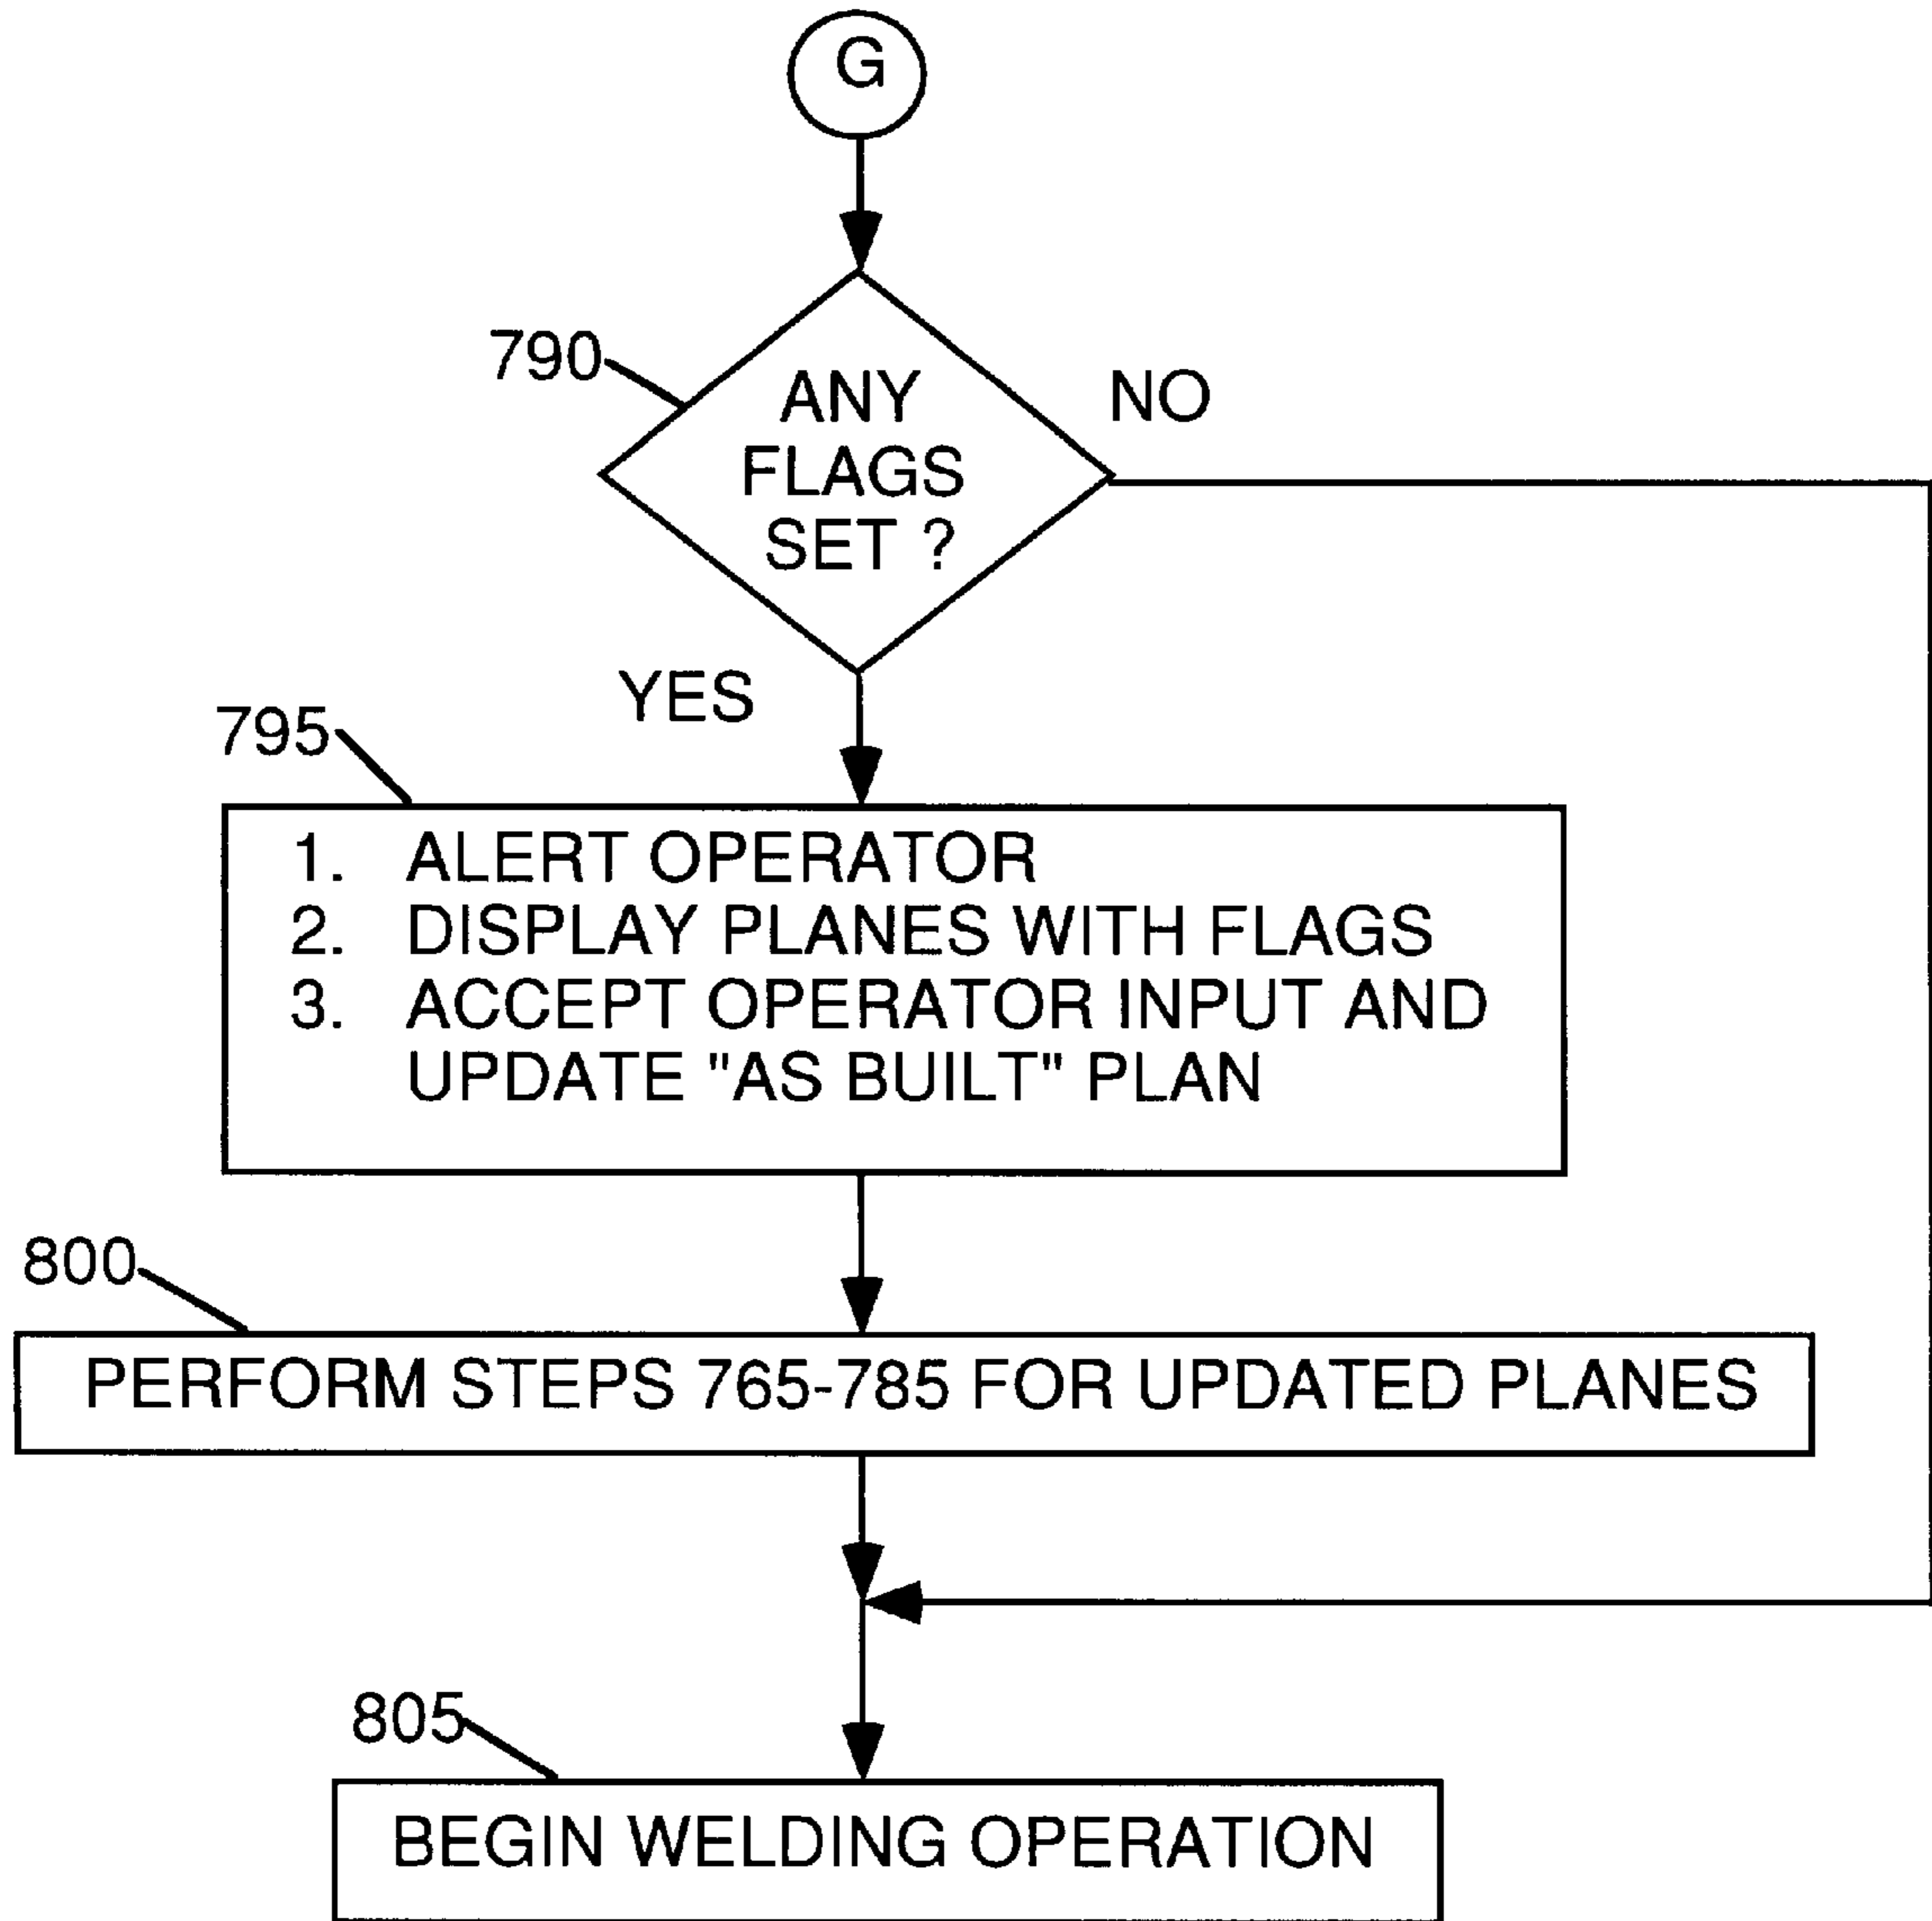 G
790
ANY
FLAGS
SET ?
NO
YES
795
1. ALERT OPERATOR
2. DISPLAY PLANES WITH FLAGS
3. ACCEPT OPERATOR INPUT AND
UPDATE "AS BUILT" PLAN
800
PERFORM STEPS 765-785 FOR UPDATED PLANES
805
BEGIN WELDING OPERATION